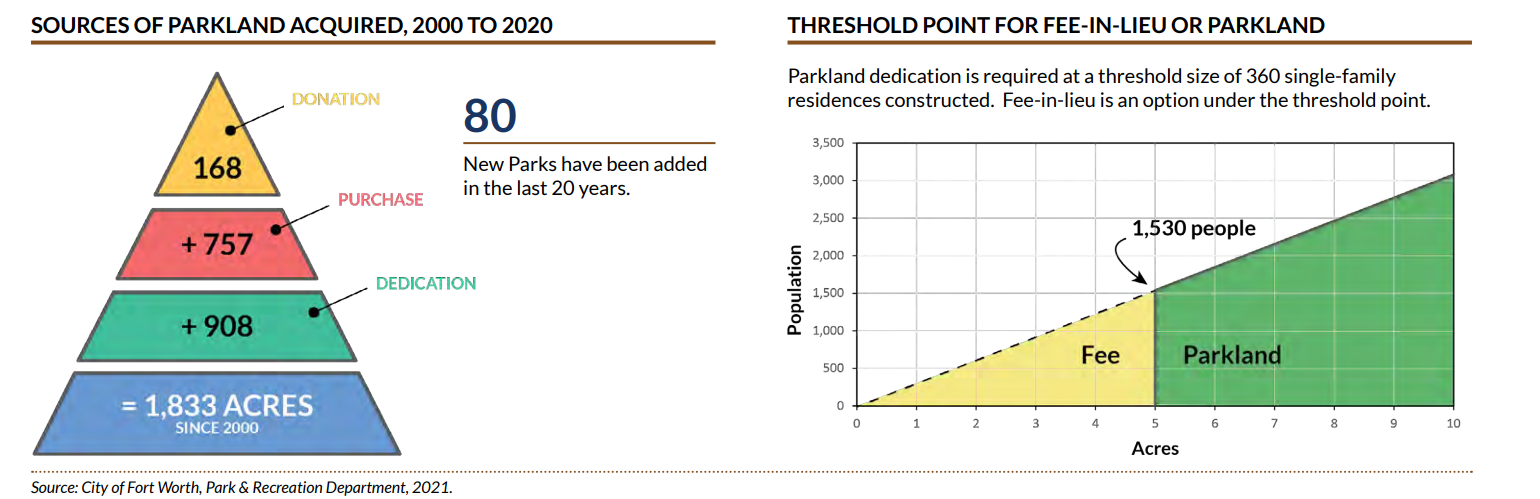 SOURCES OF PARKLAND ACQUIRED, 2000 TO 2020
DONATION
168
PURCHASE
+ 757
DEDICATION
+ 908
= 1,833 ACRES
SINCE 2000
80
New Parks have been added
in the last 20 years.
THRESHOLD POINT FOR FEE-IN-LIEU OR PARKLAND
Parkland dedication is required at a threshold size of 360 single-family
residences constructed. Fee-in-lieu is an option under the threshold point.
Population
3,500
3,000
2,500
2,000
1,500
1,000
500
0
1,530 people
Fee
Parkland
0 1 2 3 4 5 6 7 8 9 10
Acres
Source: City of Fort Worth, Park & Recreation Department, 2021.